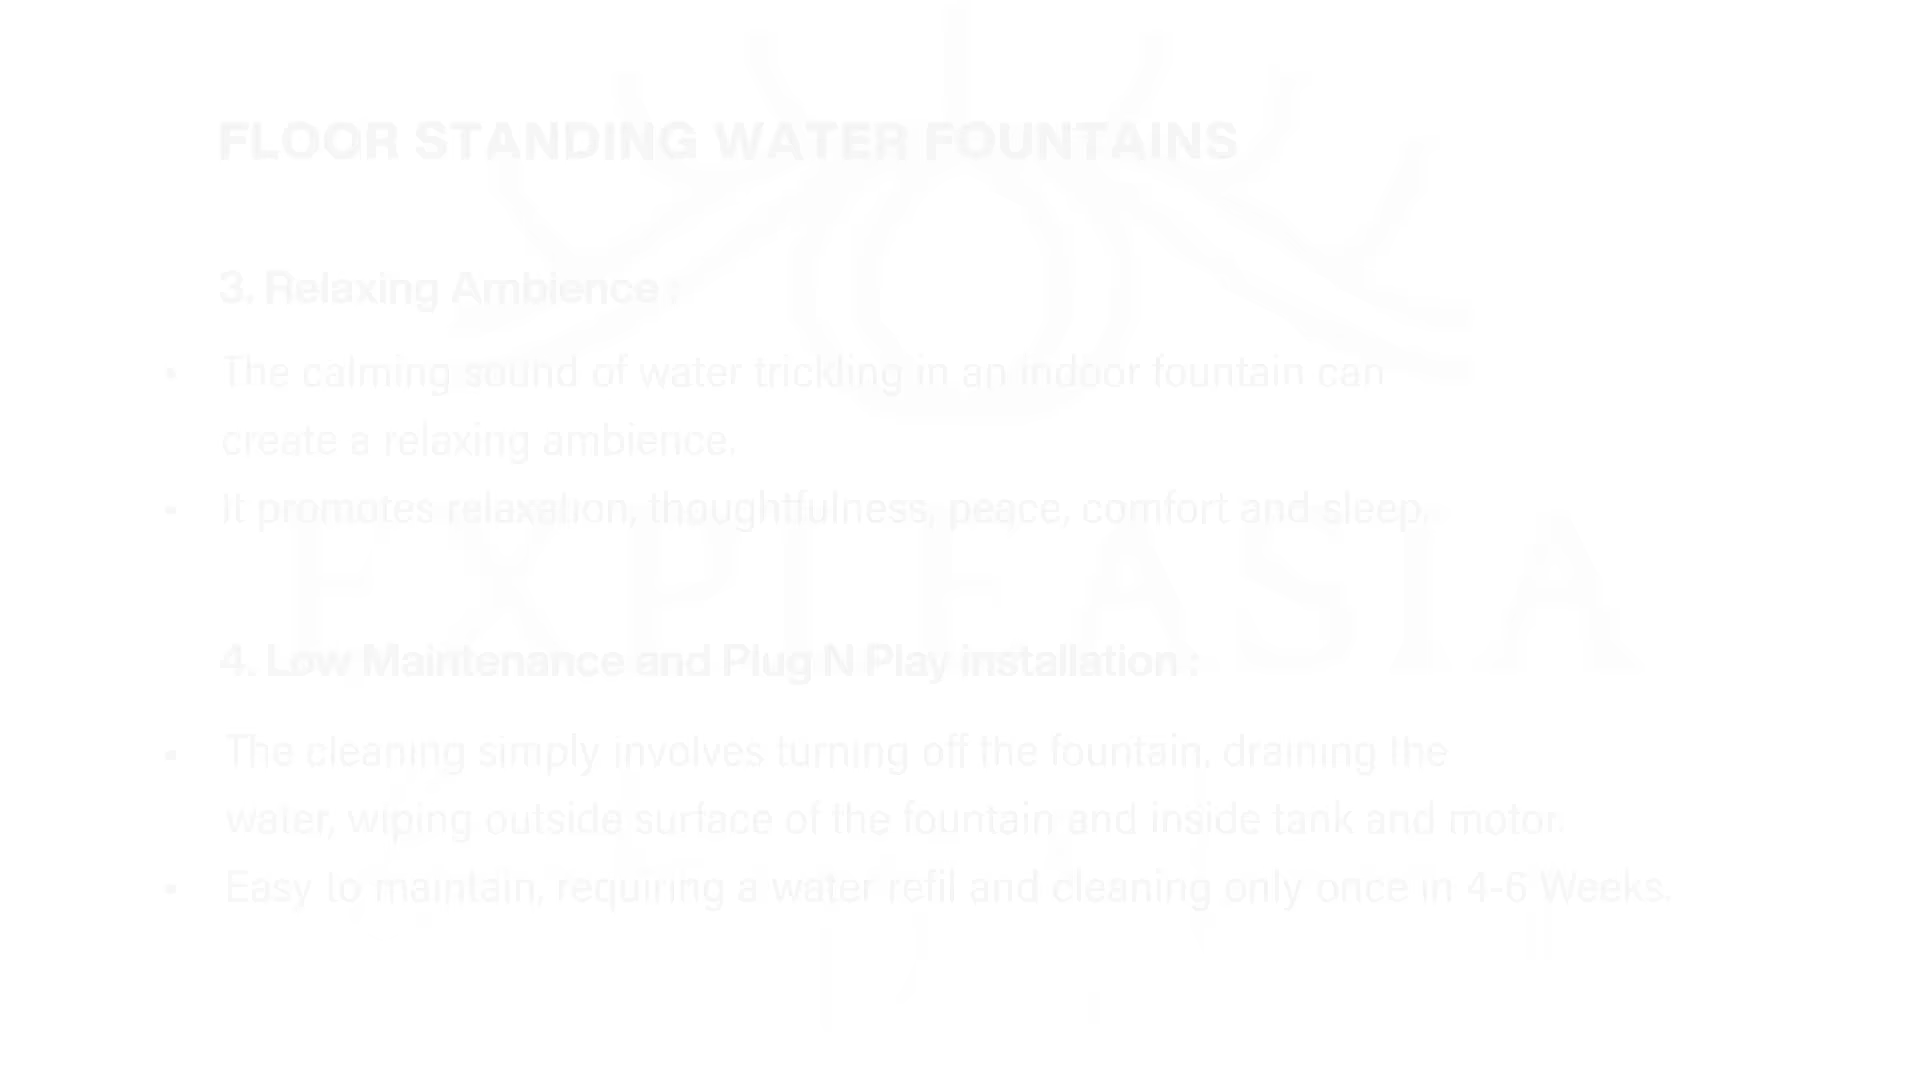 FLOOR STANDING WATER FOUNTAINS
3. Relaxing Ambience :
• The calming sound of water trickling in an indoor fountain can
create a relaxing ambience.
• It promotes relaxation, thoughtfulness, peace, comfort and sleep.
EXPLEASIA
4. Low Maintenance and Plug N Play installation :
• The cleaning simply involves turning off the fountain, draining the
water, wiping outside surface of the fountain and inside tank and motor.
• Easy to maintain, requiring a water refil and cleaning only once in 4-6 Weeks.